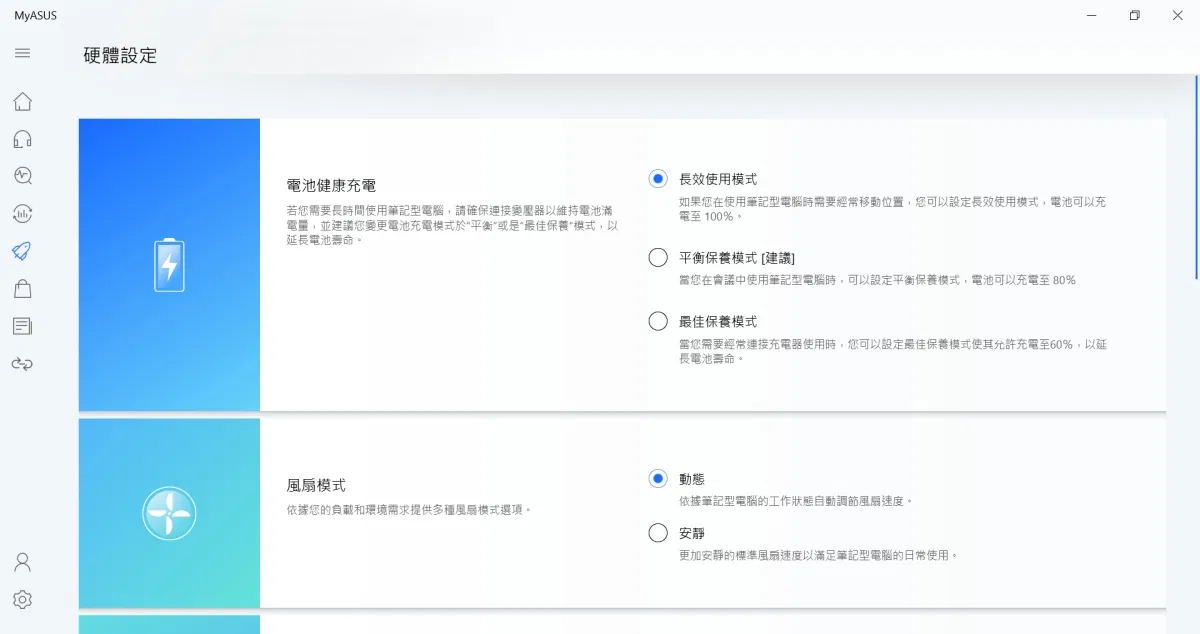 MyASUS
硬體設定
電池健康充電
若您需要長時間使用筆記型電腦，請確保連接變壓器以維持電池滿
電量，並建議您變更電池充電模式於“平衡”或是“最佳保養”模式，以
延長電池壽命。
長效使用模式
如果您在使用筆記型電腦時需要經常移動位置，您可以設定長效使用模式，電池可以充
電至 100%。
平衡保養模式 [建議]
當您在會議中使用筆記型電腦時，可以設定平衡保養模式，電池可以充電至 80%
最佳保養模式
當您需要經常連接充電器使用時，您可以設定最佳保養模式使其允許充電至60%，以延
長電池壽命。
風扇模式
依據您的負載和環境需求提供多種風扇模式選項。
動態
依據筆記型電腦的工作狀態自動調節風扇速度。
安靜
更加安靜的標準風扇速度以滿足筆記型電腦的日常使用。